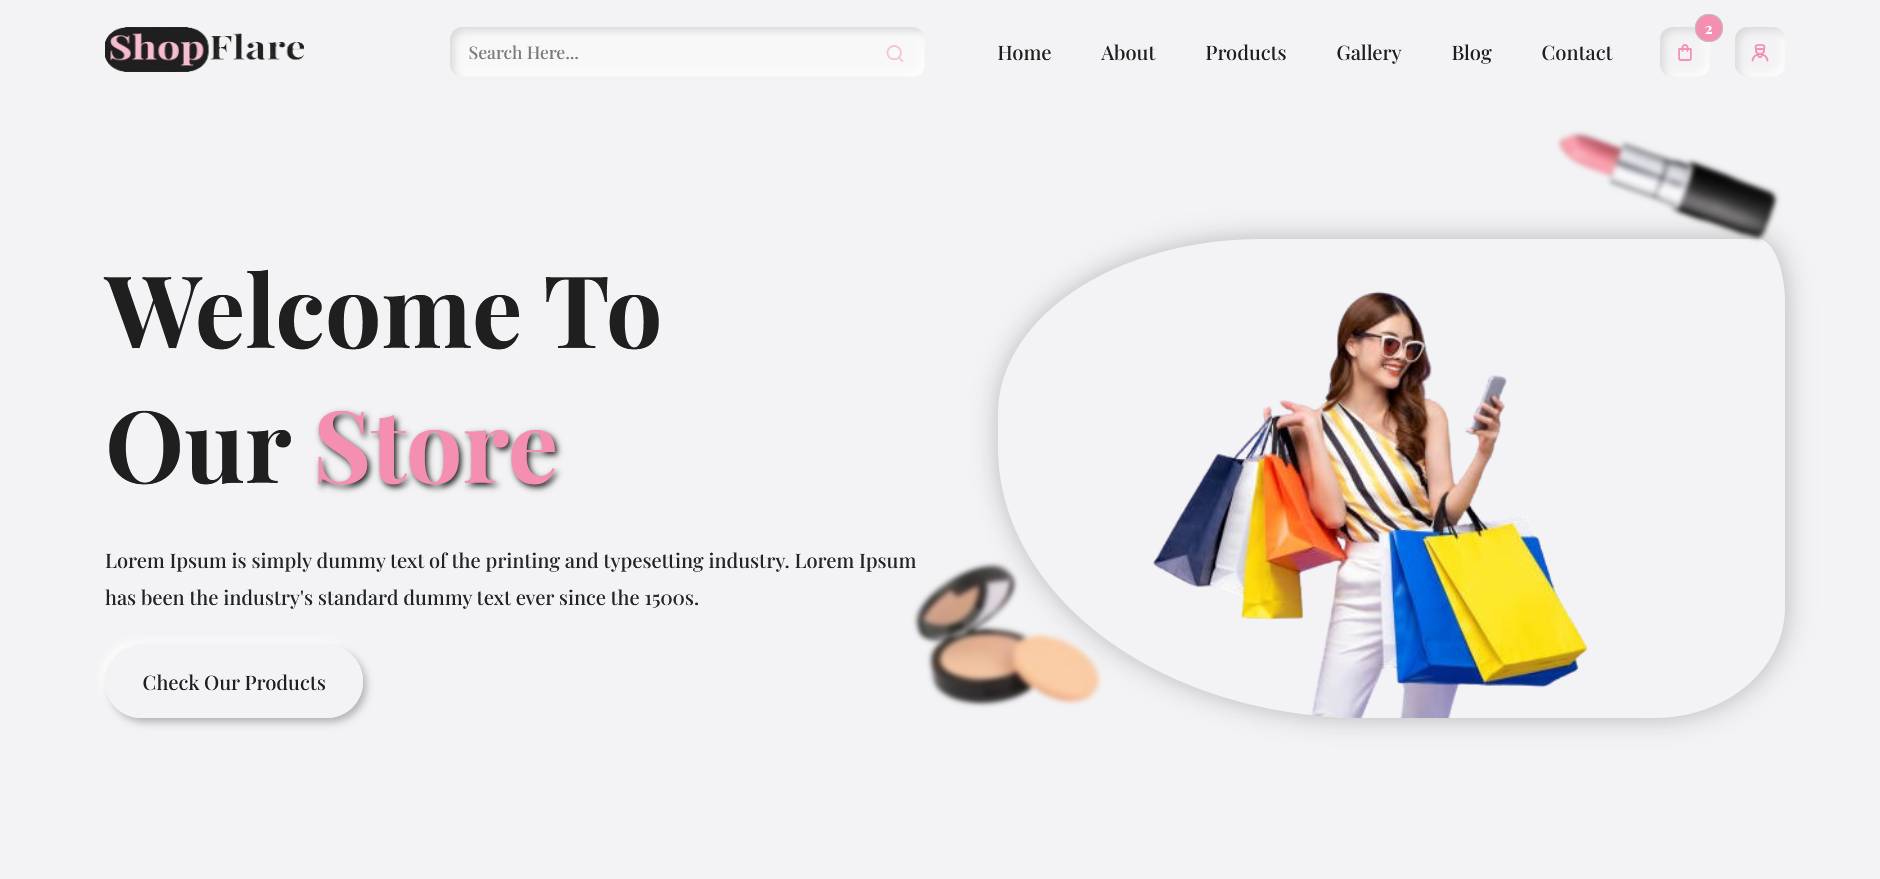 ShopFlare
Search Here...
Home
About
Products
Gallery
Blog
Contact
2
Welcome To
Our Store
Lorem Ipsum is simply dummy text of the printing and typesetting industry. Lorem Ipsum
has been the industry's standard dummy text ever since the 1500s.
Check Our Products